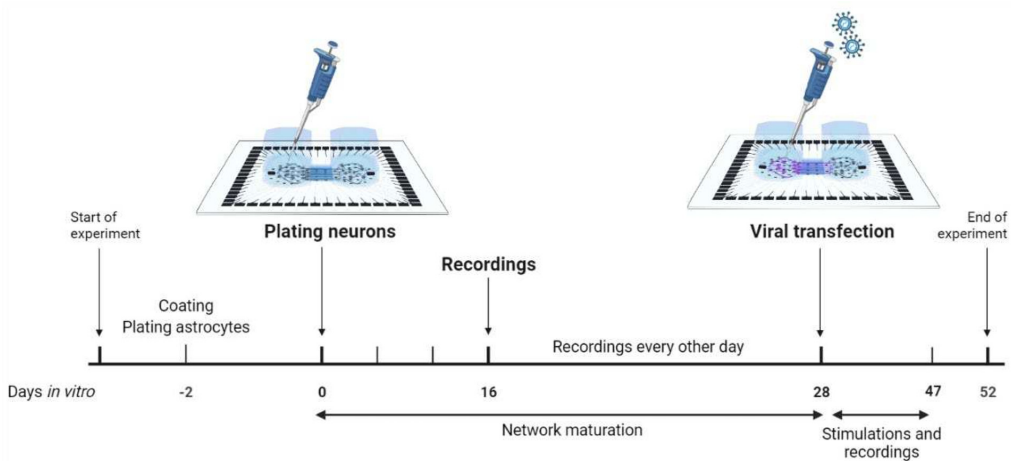 Start of
experiment
Plating neurons
Viral transfection
End of
experiment
Recordings
Coating
Plating astrocytes
Recordings every other day
Days in vitro
-2
0
16
28
47
52
Network maturation
Stimulations and
recordings